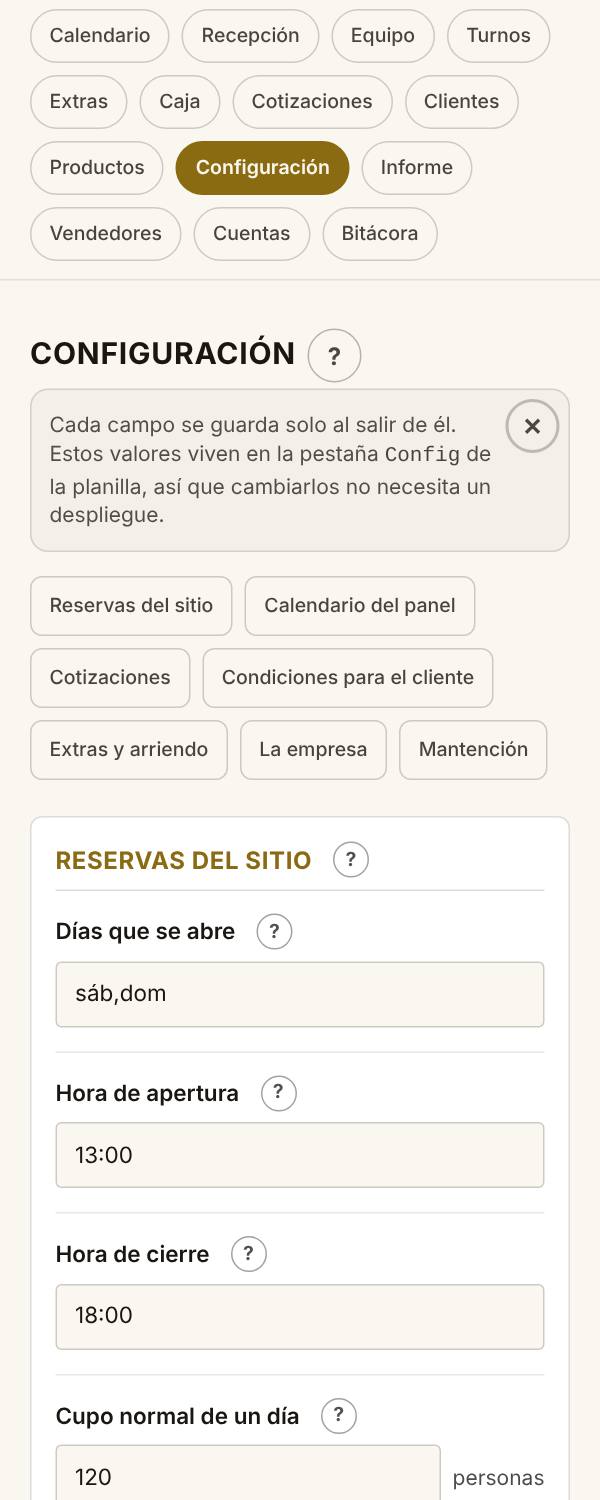 Calendario Recepción Equipo Turnos
Extras Caja Cotizaciones Clientes
Productos Configuración Informe
Vendedores Cuentas Bitácora
CONFIGURACIÓN ?
Cada campo se guarda solo al salir de él.
Estos valores viven en la pestaña Config de
la planilla, así que cambiarlos no necesita un
despliegue.
×
Reservas del sitio Calendario del panel
Cotizaciones Condiciones para el cliente
Extras y arriendo La empresa Mantención
RESERVAS DEL SITIO ?
Días que se abre ?
sáb,dom
Hora de apertura ?
13:00
Hora de cierre ?
18:00
Cupo normal de un día ?
120 personas